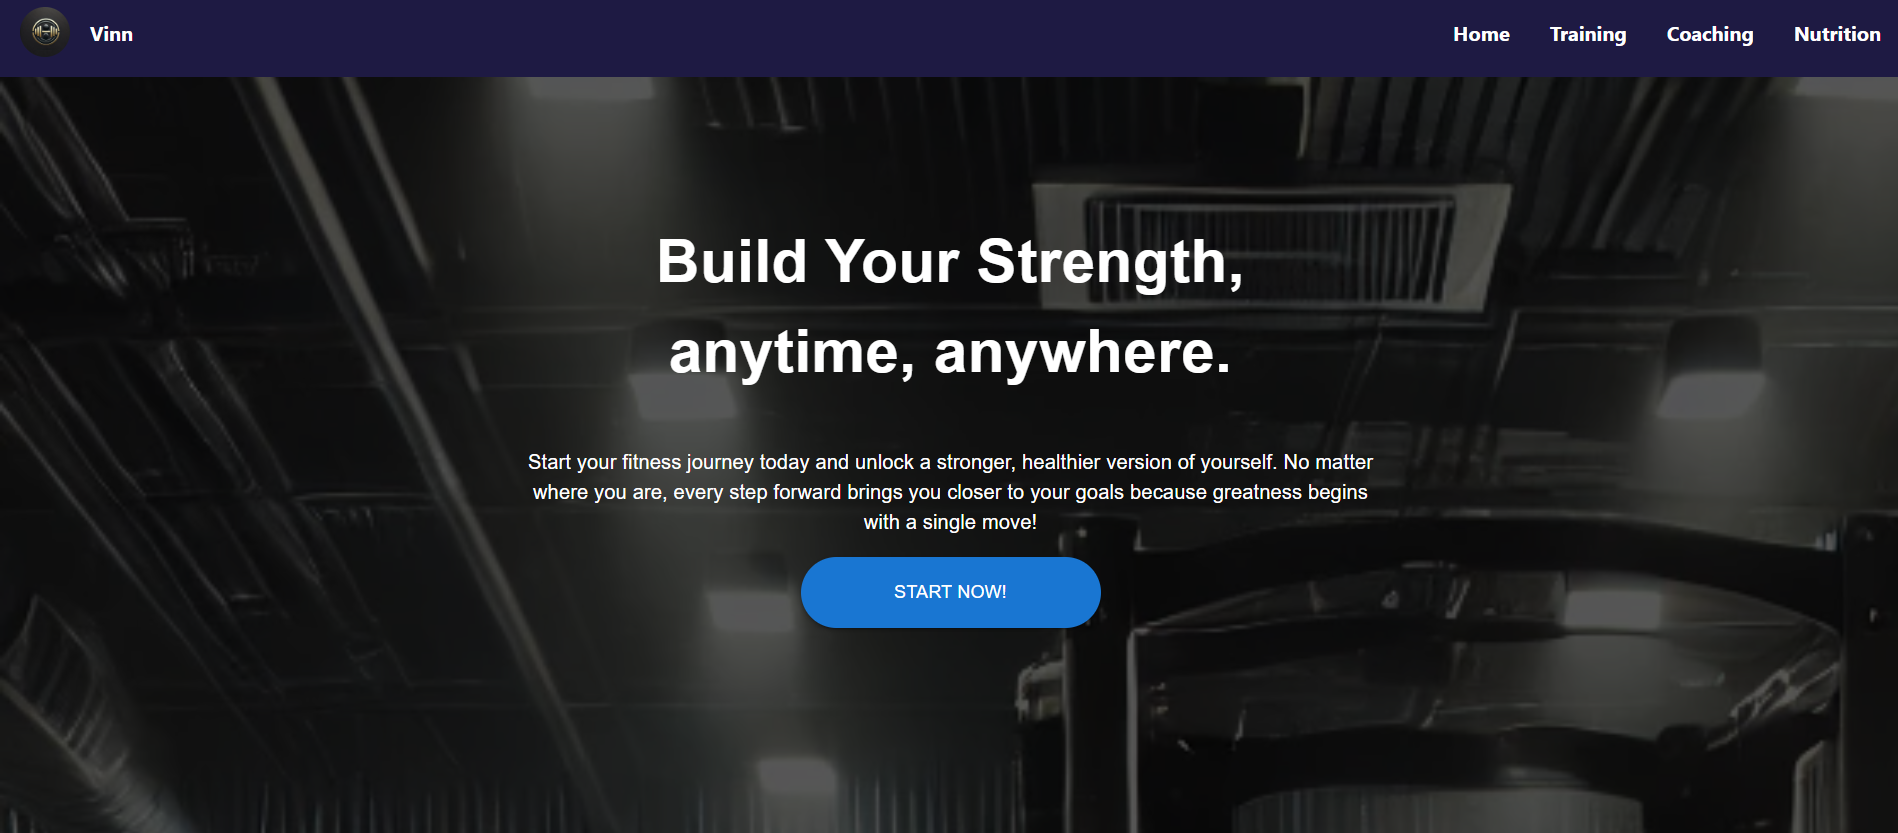 Vinn
Home Training Coaching Nutrition
Build Your Strength,
anytime, anywhere.
Start your fitness journey today and unlock a stronger, healthier version of yourself. No matter
where you are, every step forward brings you closer to your goals because greatness begins
with a single move!
START NOW!